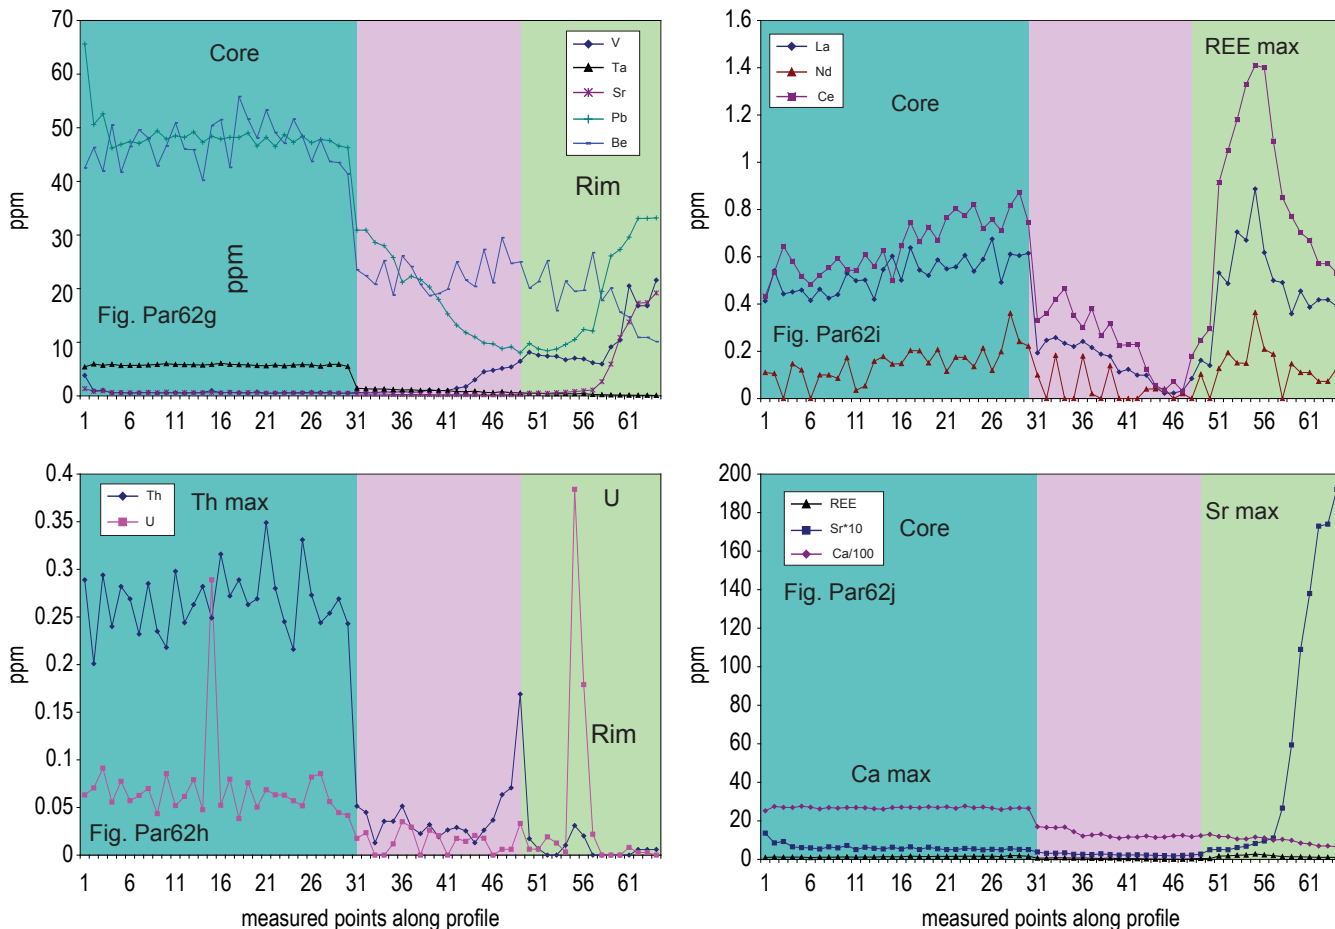 70
60
50
40
30
20
10
0
ppm
Core
V
Ta
Sr
Pb
Be
Rim
ppm
Fig. Par62g
1 6 11 16 21 26 31 36 41 46 51 56 61
1.6
1.4
1.2
1
0.8
0.6
0.4
0.2
0
ppm
La
Nd
Ce
Core
REE max
Fig. Par62i
1 6 11 16 21 26 31 36 41 46 51 56 61
0.4
0.35
0.3
0.25
0.2
0.15
0.1
0.05
0
ppm
Th
U
Th max
U
Rim
Fig. Par62h
1 6 11 16 21 26 31 36 41 46 51 56 61
measured points along profile
200
180
160
140
120
100
80
60
40
20
0
ppm
REE
Sr*10
Ca/100
Core
Sr max
Fig. Par62j
Ca max
1 6 11 16 21 26 31 36 41 46 51 56 61
measured points along profile